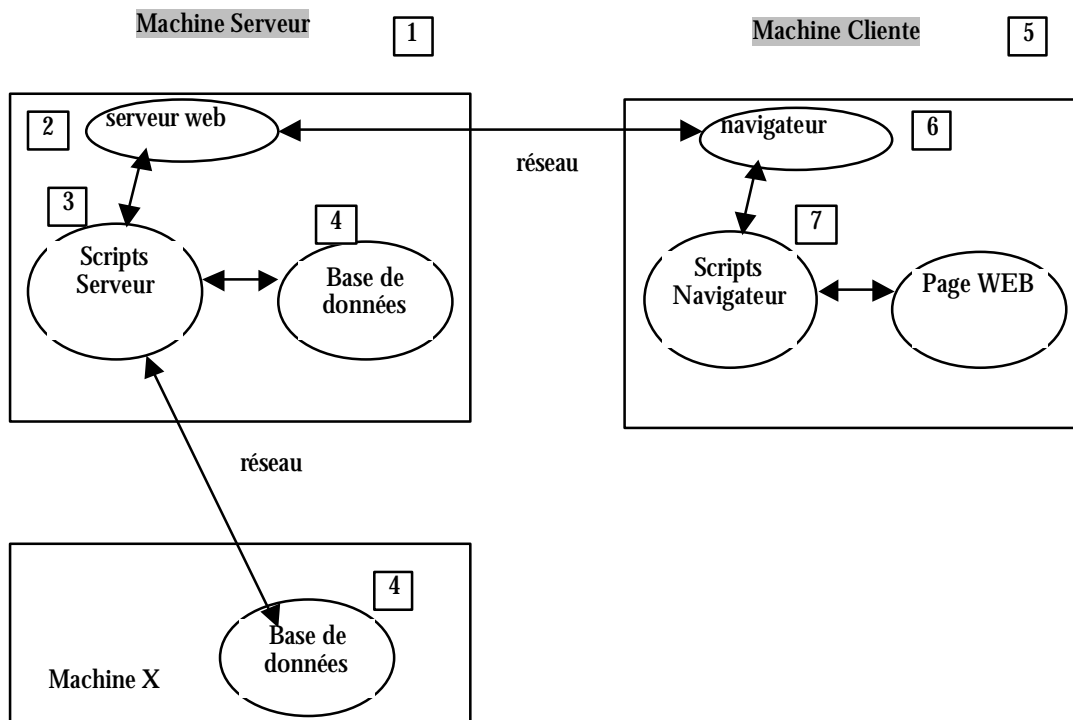 Machine Serveur
1
Machine Cliente
5
2
serveur web
navigateur
6
réseau
3
4
7
Scripts
Serveur
Base de
données
Scripts
Navigateur
Page WEB
réseau
4
Base de
données
Machine X